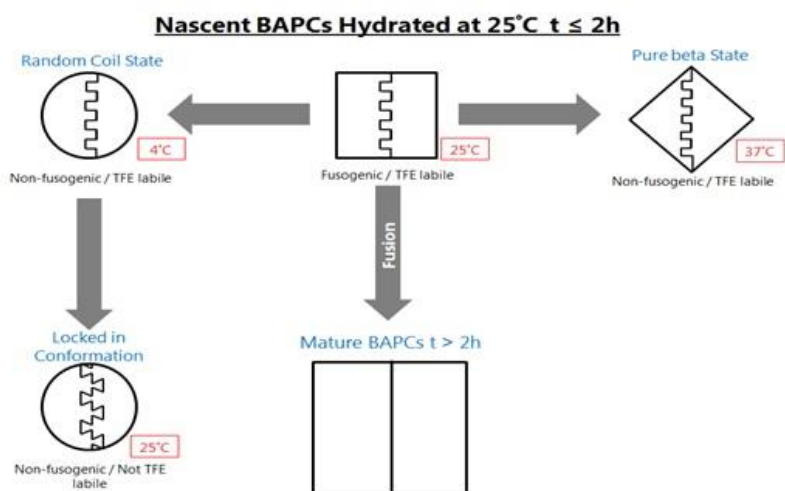 Nascent BAPCs Hydrated at 25°C t ≤ 2h
Random Coil State
4°C
Non-fusogenic / TFE labile
25°C
Fusogenic / TFE labile
Pure beta State
37°C
Non-fusogenic / TFE labile
Fusion
Locked in
Conformation
25°C
Non-fusogenic / Not TFE
labile
Mature BAPCs t > 2h